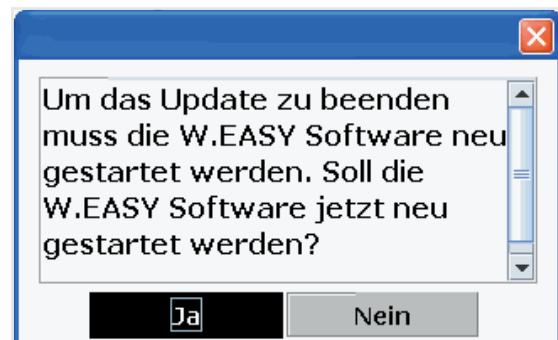 Um das Update zu beenden
muss die W.EASY Software neu
gestartet werden. Soll die
W.EASY Software jetzt neu
gestartet werden?
Ja
Nein